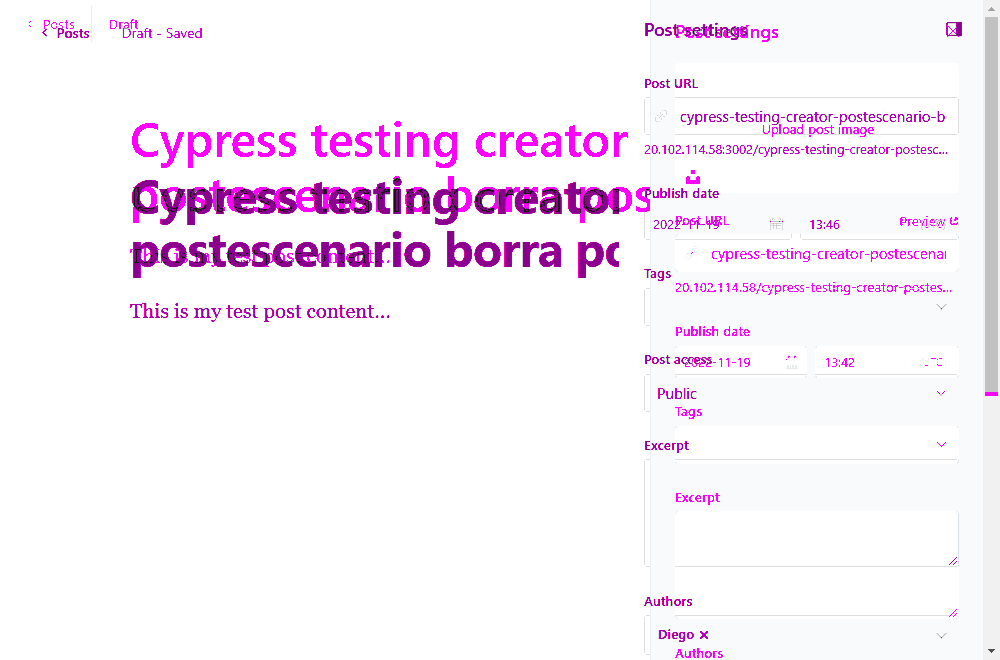 Posts
Draft
Posts
Draft - Saved
Cypress testing creator
postescenario borra pos
Cypress testing creator
postescenario borra po
This is my test post content...
This is my test post content...
Post settings
Post settings
Post URL
cypress-testing-creator-postescenario-b
Upload post image
20.102.114.58:3002/cypress-testing-creator-postesc...
Publish date
2022-11-19
13:46
Post URL
Preview
cypress-testing-creator-postescenar
Tags
20.102.114.58/cypress-testing-creator-postes...
Publish date
Post access
2022-11-19
13:42
UTC
Public
Tags
Excerpt
Excerpt
Authors
Diego ×
Authors